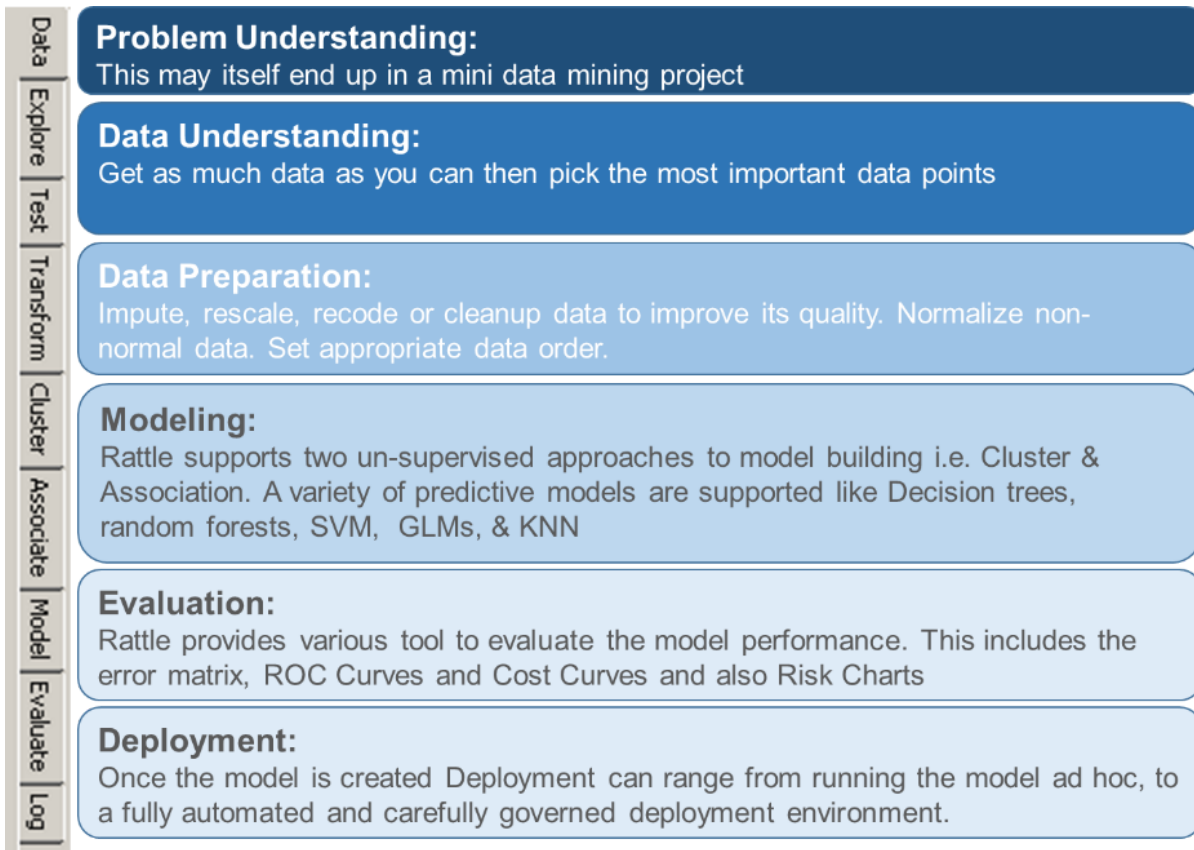 Data
Explore
Test
Transform
Cluster
Associate
Model
Evaluate
Log
Problem Understanding:
This may itself end up in a mini data mining project
Data Understanding:
Get as much data as you can then pick the most important data points
Data Preparation:
Impute, rescale, recode or cleanup data to improve its quality. Normalize non-
normal data. Set appropriate data order.
Modeling:
Rattle supports two un-supervised approaches to model building i.e. Cluster &
Association. A variety of predictive models are supported like Decision trees,
random forests, SVM, GLMs, & KNN
Evaluation:
Rattle provides various tool to evaluate the model performance. This includes the
error matrix, ROC Curves and Cost Curves and also Risk Charts
Deployment:
Once the model is created Deployment can range from running the model ad hoc, to
a fully automated and carefully governed deployment environment.